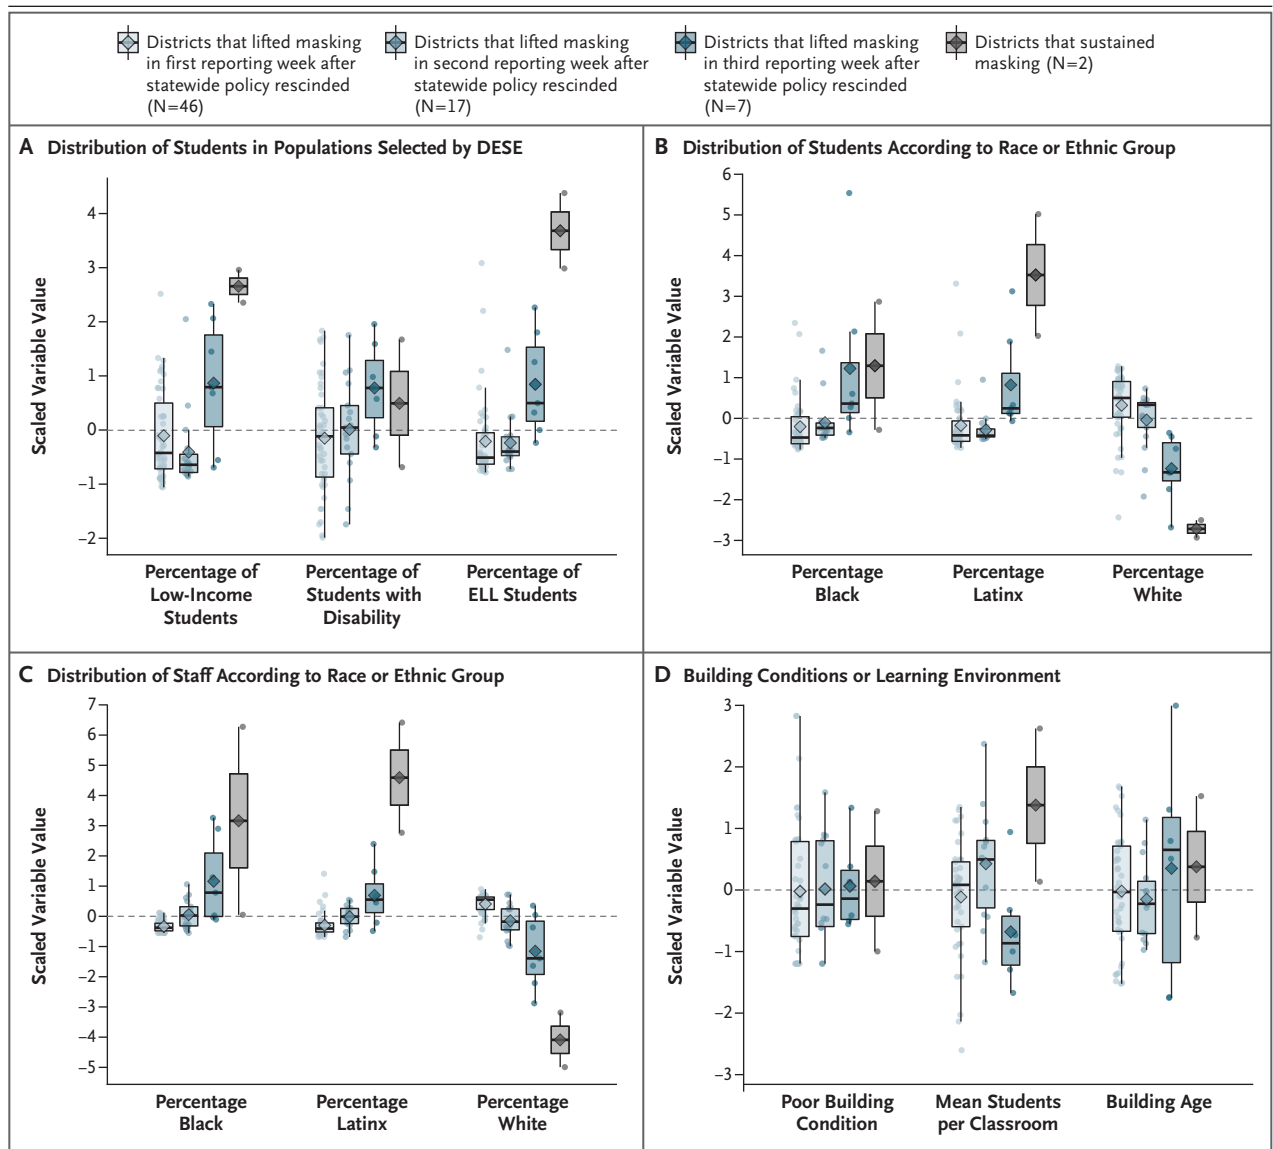 Districts that lifted masking
in first reporting week after
statewide policy rescinded
(N=46)
Districts that lifted masking
in second reporting week after
statewide policy rescinded
(N=17)
Districts that lifted masking
in third reporting week after
statewide policy rescinded
(N=7)
Districts that sustained
masking (N=2)
A Distribution of Students in Populations Selected by DESE
Scaled Variable Value
4
3
2
1
0
−1
−2
Percentage of
Low-Income
Students
Percentage of
Students with
Disability
Percentage of
ELL Students
B Distribution of Students According to Race or Ethnic Group
Scaled Variable Value
6
5
4
3
2
1
0
−1
−2
−3
Percentage
Black
Percentage
Latinx
Percentage
White
C Distribution of Staff According to Race or Ethnic Group
Scaled Variable Value
7
6
5
4
3
2
1
0
−1
−2
−3
−4
−5
Percentage
Black
Percentage
Latinx
Percentage
White
D Building Conditions or Learning Environment
Scaled Variable Value
3
2
1
0
−1
−2
−3
Poor Building
Condition
Mean Students
per Classroom
Building Age